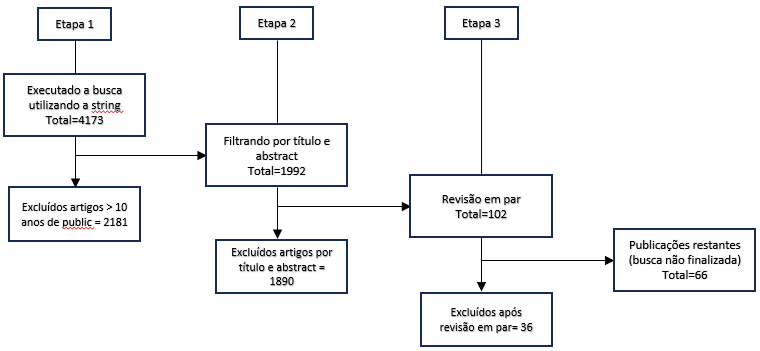 Etapa 1
Etapa 2
Etapa 3
Executado a busca
utilizando a string
Total=4173
Filtrando por título e
abstract
Total=1992
Excluídos artigos > 10
anos de public = 2181
Revisão em par
Total=102
Excluídos artigos por
título e abstract =
1890
Publicações restantes
(busca não finalizada)
Total=66
Excluídos após
revisão em par= 36